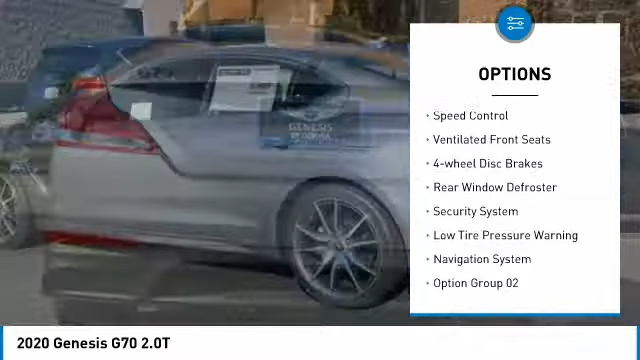 OPTIONS
Speed Control
Ventilated Front Seats
4-wheel Disc Brakes
Rear Window Defroster
Security System
Low Tire Pressure Warning
Navigation System
Option Group 02
GENESIS
2020 Genesis G70 2.0T